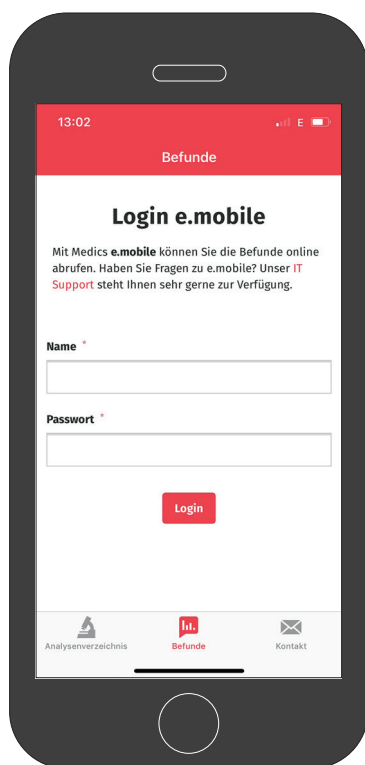 13:02
E
Befunde
Login e.mobile
Mit Medics e.mobile können Sie die Befunde online
abrufen. Haben Sie Fragen zu e.mobile? Unser IT
Support steht Ihnen sehr gerne zur Verfügung.
Name *
Passwort *
Login
Analysenverzeichnis
Befunde
Kontakt